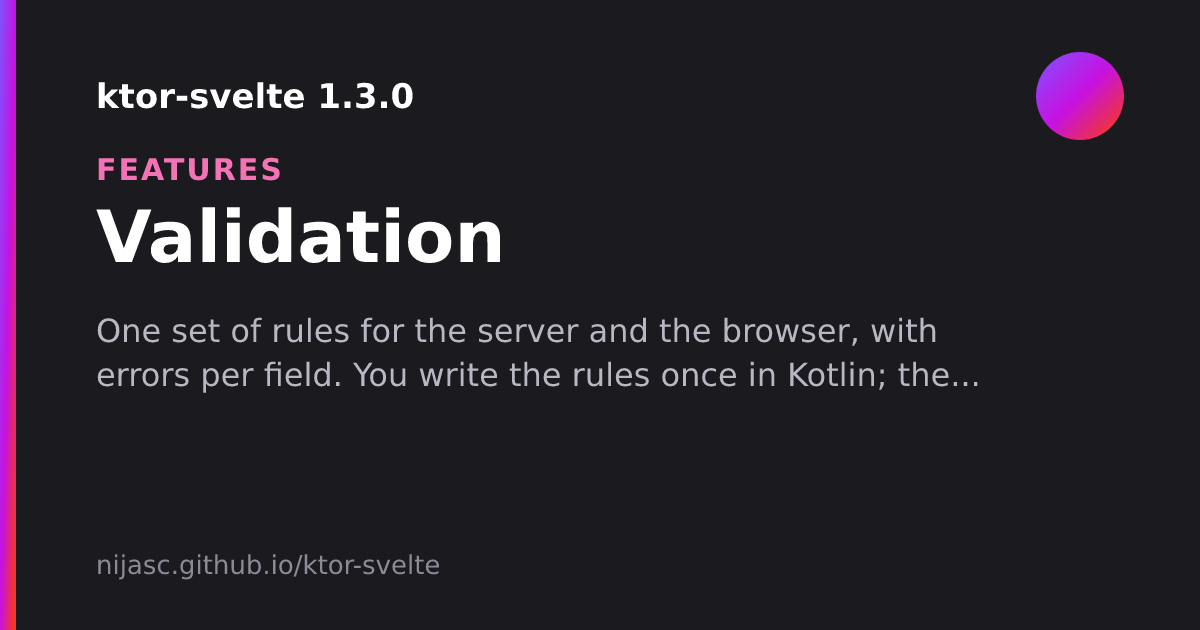 ktor-svelte 1.3.0
FEATURES
Validation
One set of rules for the server and the browser, with
errors per field. You write the rules once in Kotlin; the...
nijasc.github.io/ktor-svelte